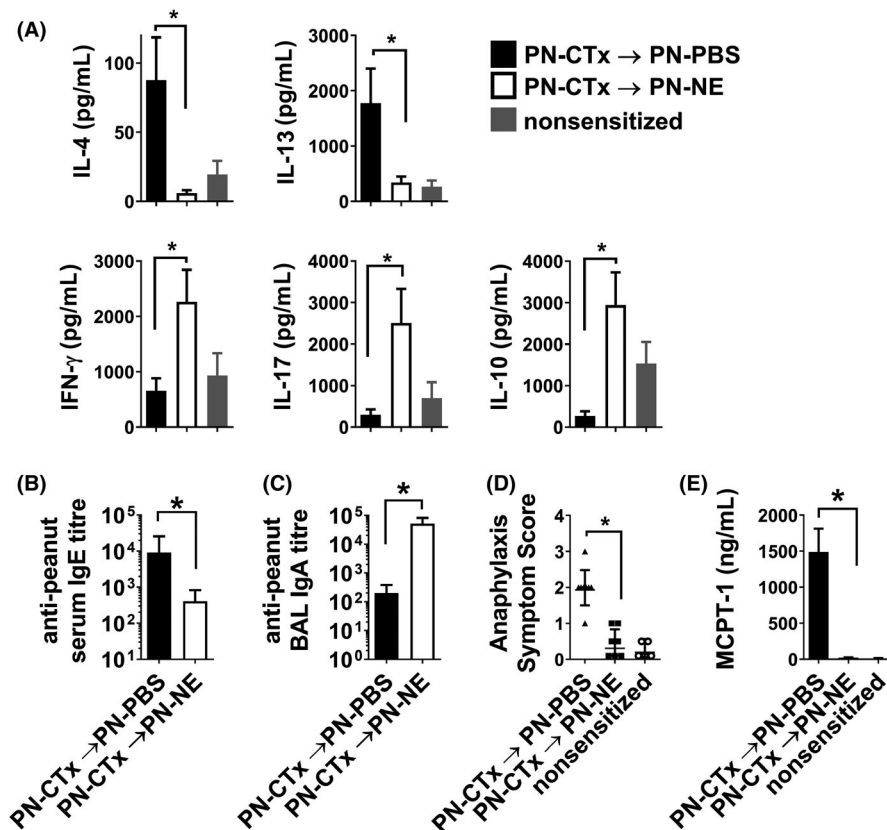 (A)
IL-4 (pg/mL)
100
50
0
*
IL-13 (pg/mL)
3000
2000
1000
0
*
PN-CTx → PN-PBS
PN-CTx → PN-NE
nonsensitized
IFN-γ (pg/mL)
3000
2000
1000
0
*
IL-17 (pg/mL)
4000
3000
2000
1000
0
*
IL-10 (pg/mL)
4000
3000
2000
1000
0
*
(B)
anti-peanut
serum IgE titre
10⁵
10⁴
10³
10²
10¹
*
PN-CTx →PN-PBS
PN-CTx →PN-NE
(C)
anti-peanut
BAL IgA titre
10⁵
10⁴
10³
10²
10¹
10⁰
*
PN-CTx →PN-PBS
PN-CTx →PN-NE
(D)
Anaphylaxis
Symptom Score
4
3
2
1
0
*
PN-CTx → PN-PBS
PN-CTx → PN-NE
nonsensitized
(E)
MCPT-1 (ng/mL)
2000
1500
1000
500
0
*
PN-CTx →PN-PBS
PN-CTx →PN-NE
nonsensitized